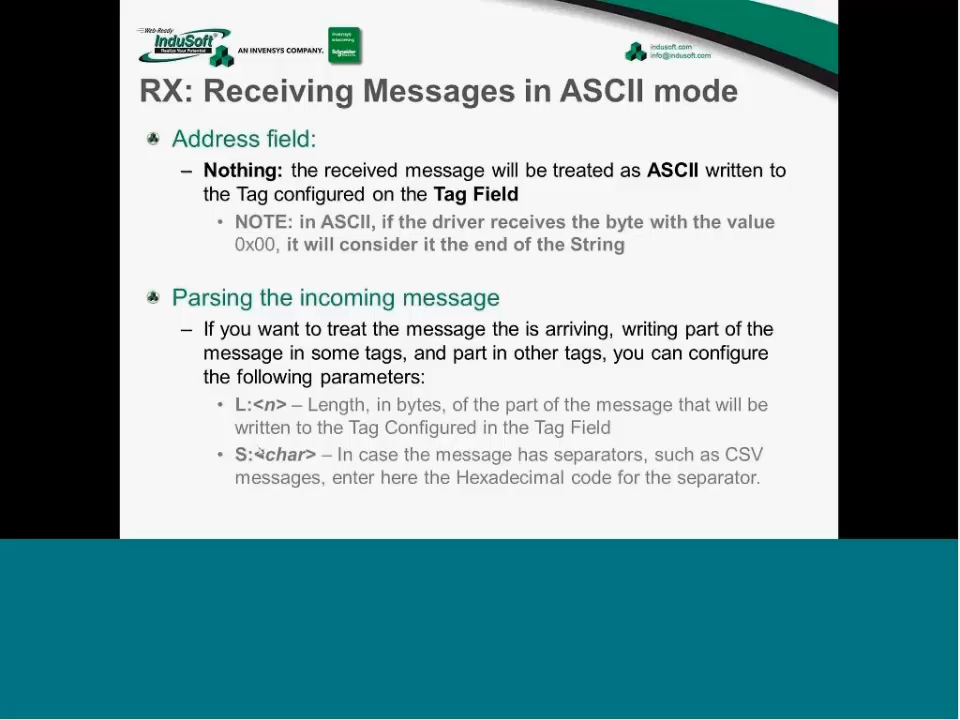 Web-Ready
InduSoft®
Realize Your Potential
AN INVENSYS COMPANY.
Schneider
indusoft.com
info@indusoft.com
RX: Receiving Messages in ASCII mode
Address field:
– Nothing: the received message will be treated as ASCII written to
the Tag configured on the Tag Field
• NOTE: in ASCII, if the driver receives the byte with the value
0x00, it will consider it the end of the String
Parsing the incoming message
– If you want to treat the message the is arriving, writing part of the
message in some tags, and part in other tags, you can configure
the following parameters:
• L:<n> – Length, in bytes, of the part of the message that will be
written to the Tag Configured in the Tag Field
• S:<char> – In case the message has separators, such as CSV
messages, enter here the Hexadecimal code for the separator.